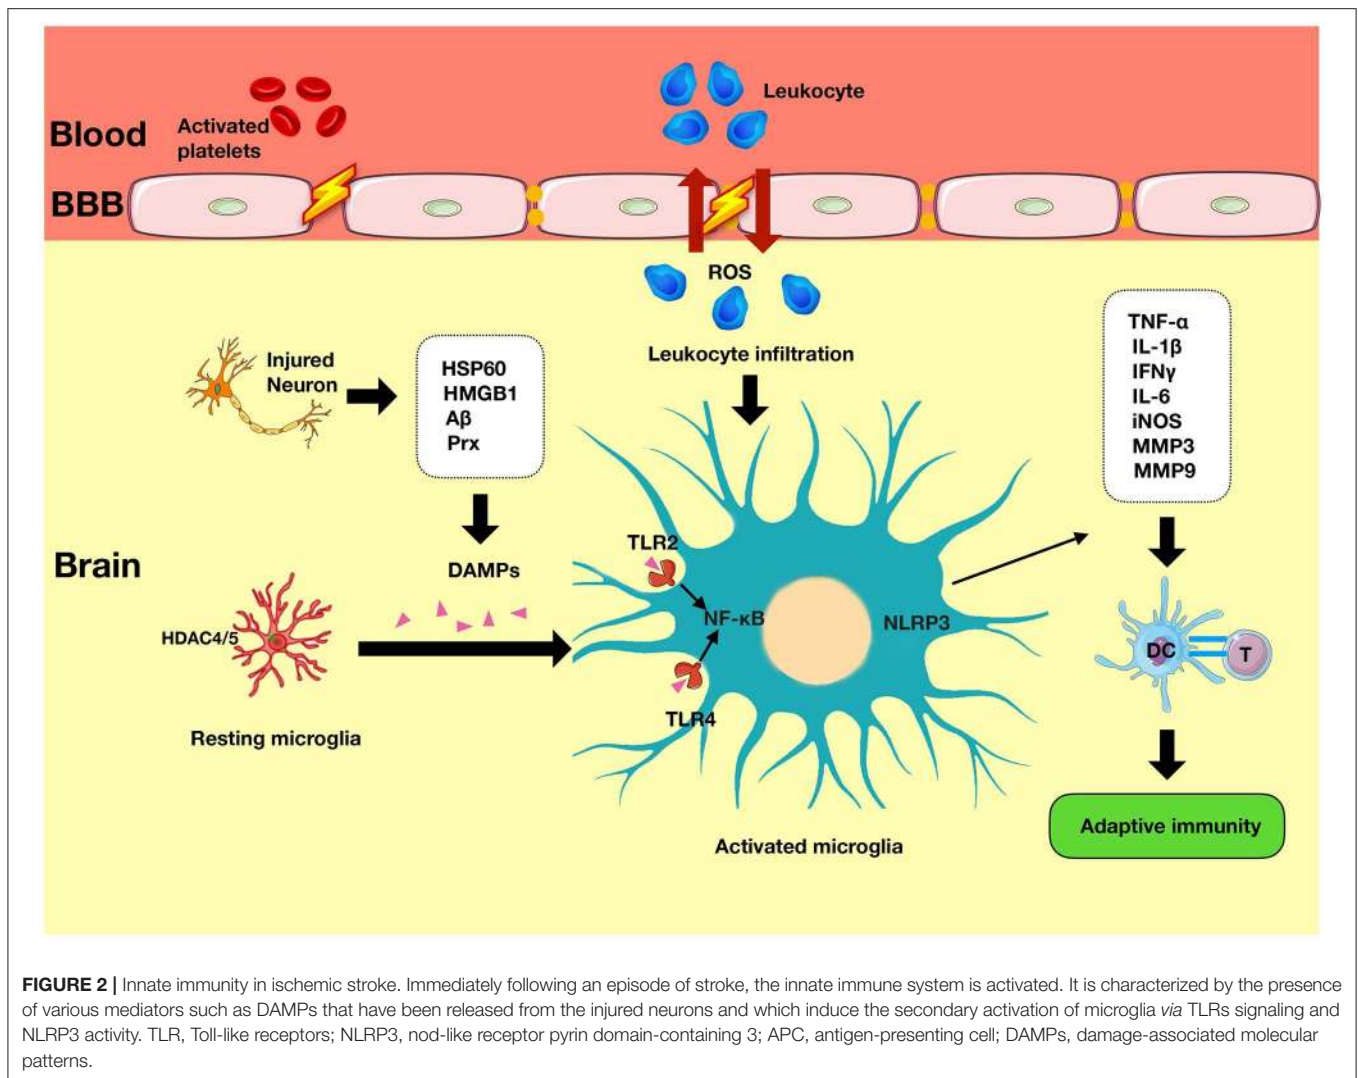 Blood
Activated
platelets
Leukocyte
BBB
ROS
Leukocyte infiltration
Injured
Neuron
HSP60
HMGB1
Aβ
Prx
TNF-α
IL-1β
IFNγ
IL-6
iNOS
MMP3
MMP9
Brain
DAMPs
TLR2
NF-κB
NLRP3
HDAC4/5
TLR4
DC
T
Resting microglia
Activated microglia
Adaptive immunity
FIGURE 2 | Innate immunity in ischemic stroke. Immediately following an episode of stroke, the innate immune system is activated. It is characterized by the presence
of various mediators such as DAMPs that have been released from the injured neurons and which induce the secondary activation of microglia via TLRs signaling and
NLRP3 activity. TLR, Toll-like receptors; NLRP3, nod-like receptor pyrin domain-containing 3; APC, antigen-presenting cell; DAMPs, damage-associated molecular
patterns.